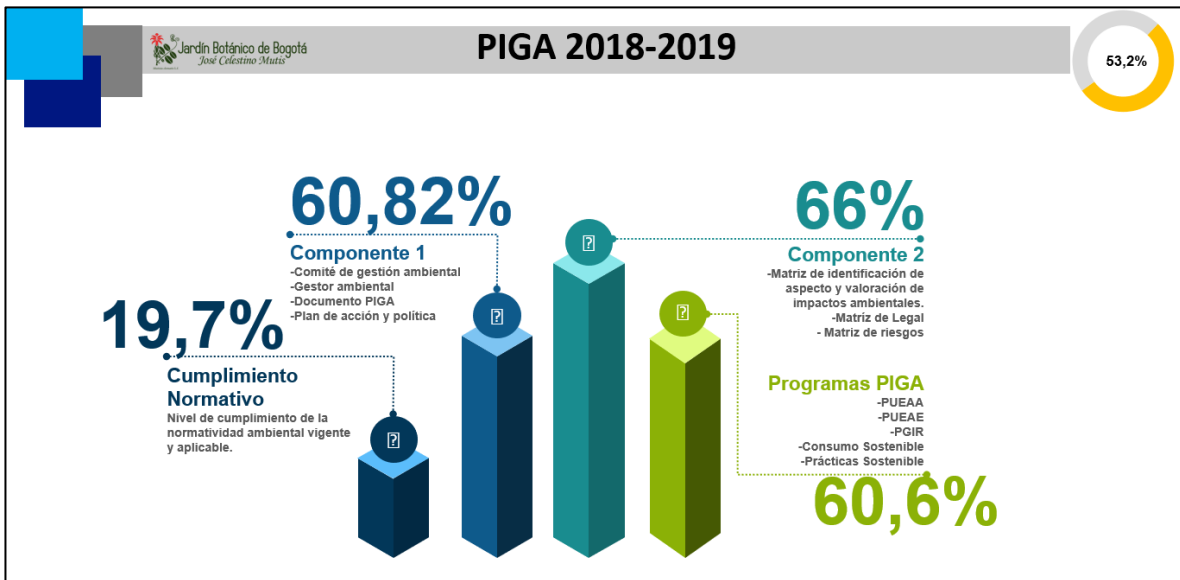 Jardín Botánico de Bogotá
José Celestino Mutis
PIGA 2018-2019
53,2%
60,82%
Componente 1
-Comité de gestión ambiental
-Gestor ambiental
-Documento PIGA
-Plan de acción y política
19,7%
Cumplimiento
Normativo
Nivel de cumplimiento de la
normatividad ambiental vigente
y aplicable.
66%
Componente 2
-Matriz de identificación de
aspecto y valoración de
impactos ambientales.
-Matríz de Legal
- Matriz de riesgos
Programas PIGA
-PUEAA
-PUEAE
-PGIR
-Consumo Sostenible
-Prácticas Sostenible
60,6%